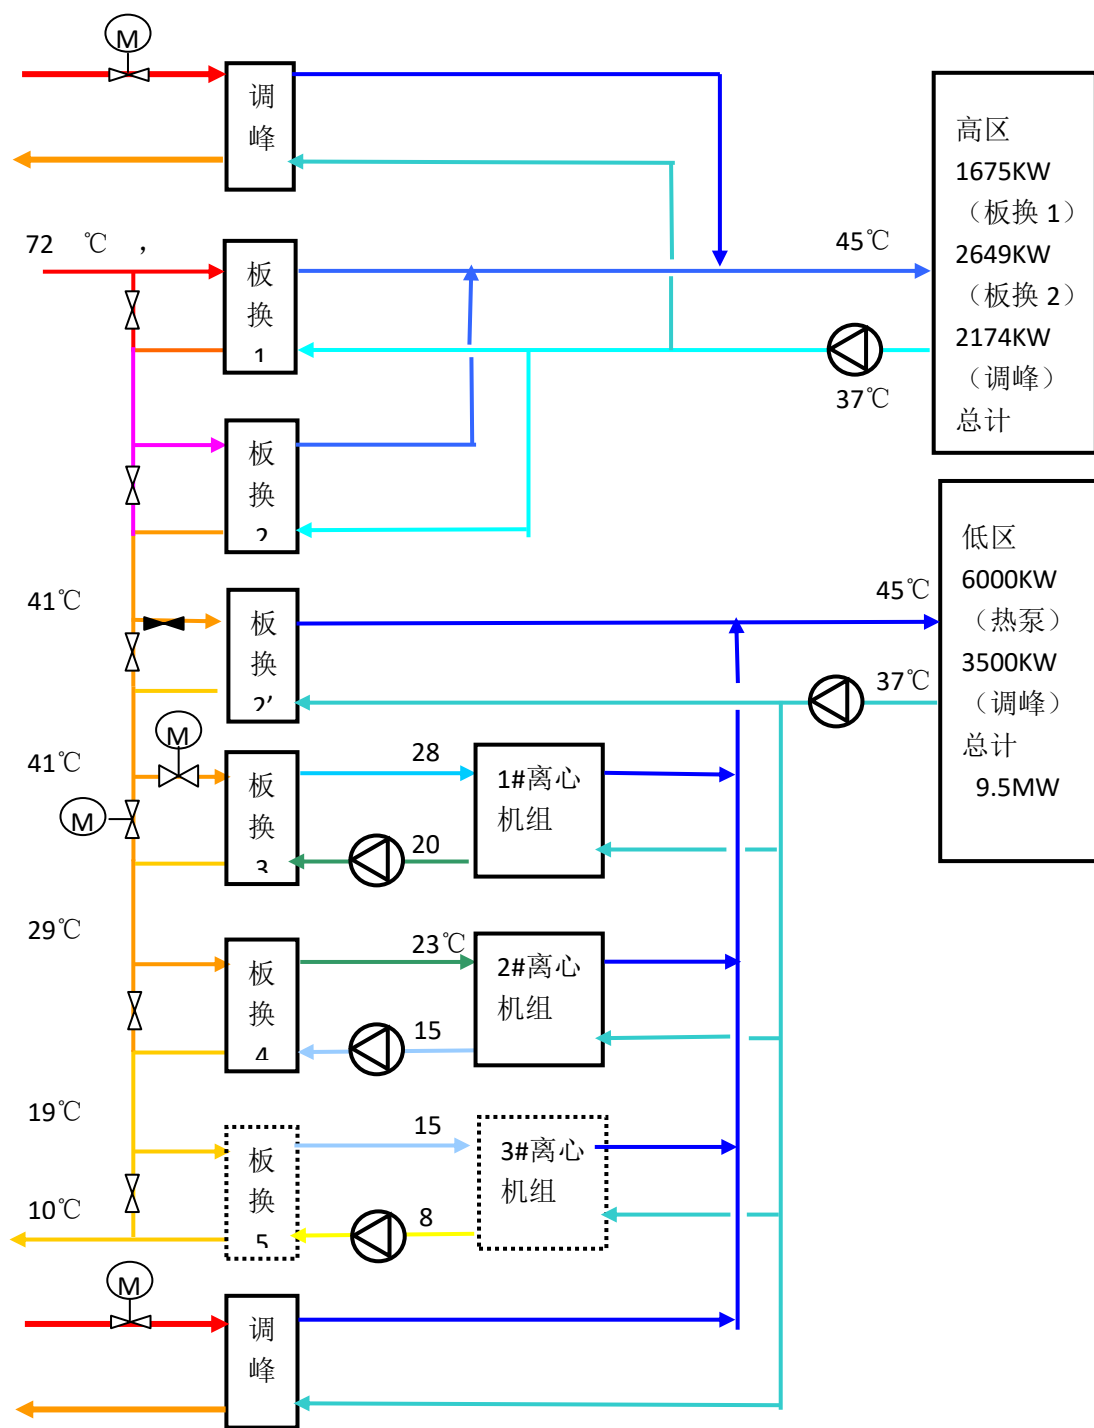 M
调
峰
高区
1675KW
（板换 1）
2649KW
（板换 2）
2174KW
（调峰）
总计
72 ℃ ，
45℃
板
换
1
37℃
板
换
2
低区
6000KW
（热泵）
3500KW
（调峰）
总计
9.5MW
41℃
45℃
板
换
2’
37℃
M
41℃
28
板
换
3
1#离心
机组
M
20
29℃
23℃
板
换
4
2#离心
机组
15
19℃
15
板
换
5
3#离心
机组
10℃
8
M
调
峰